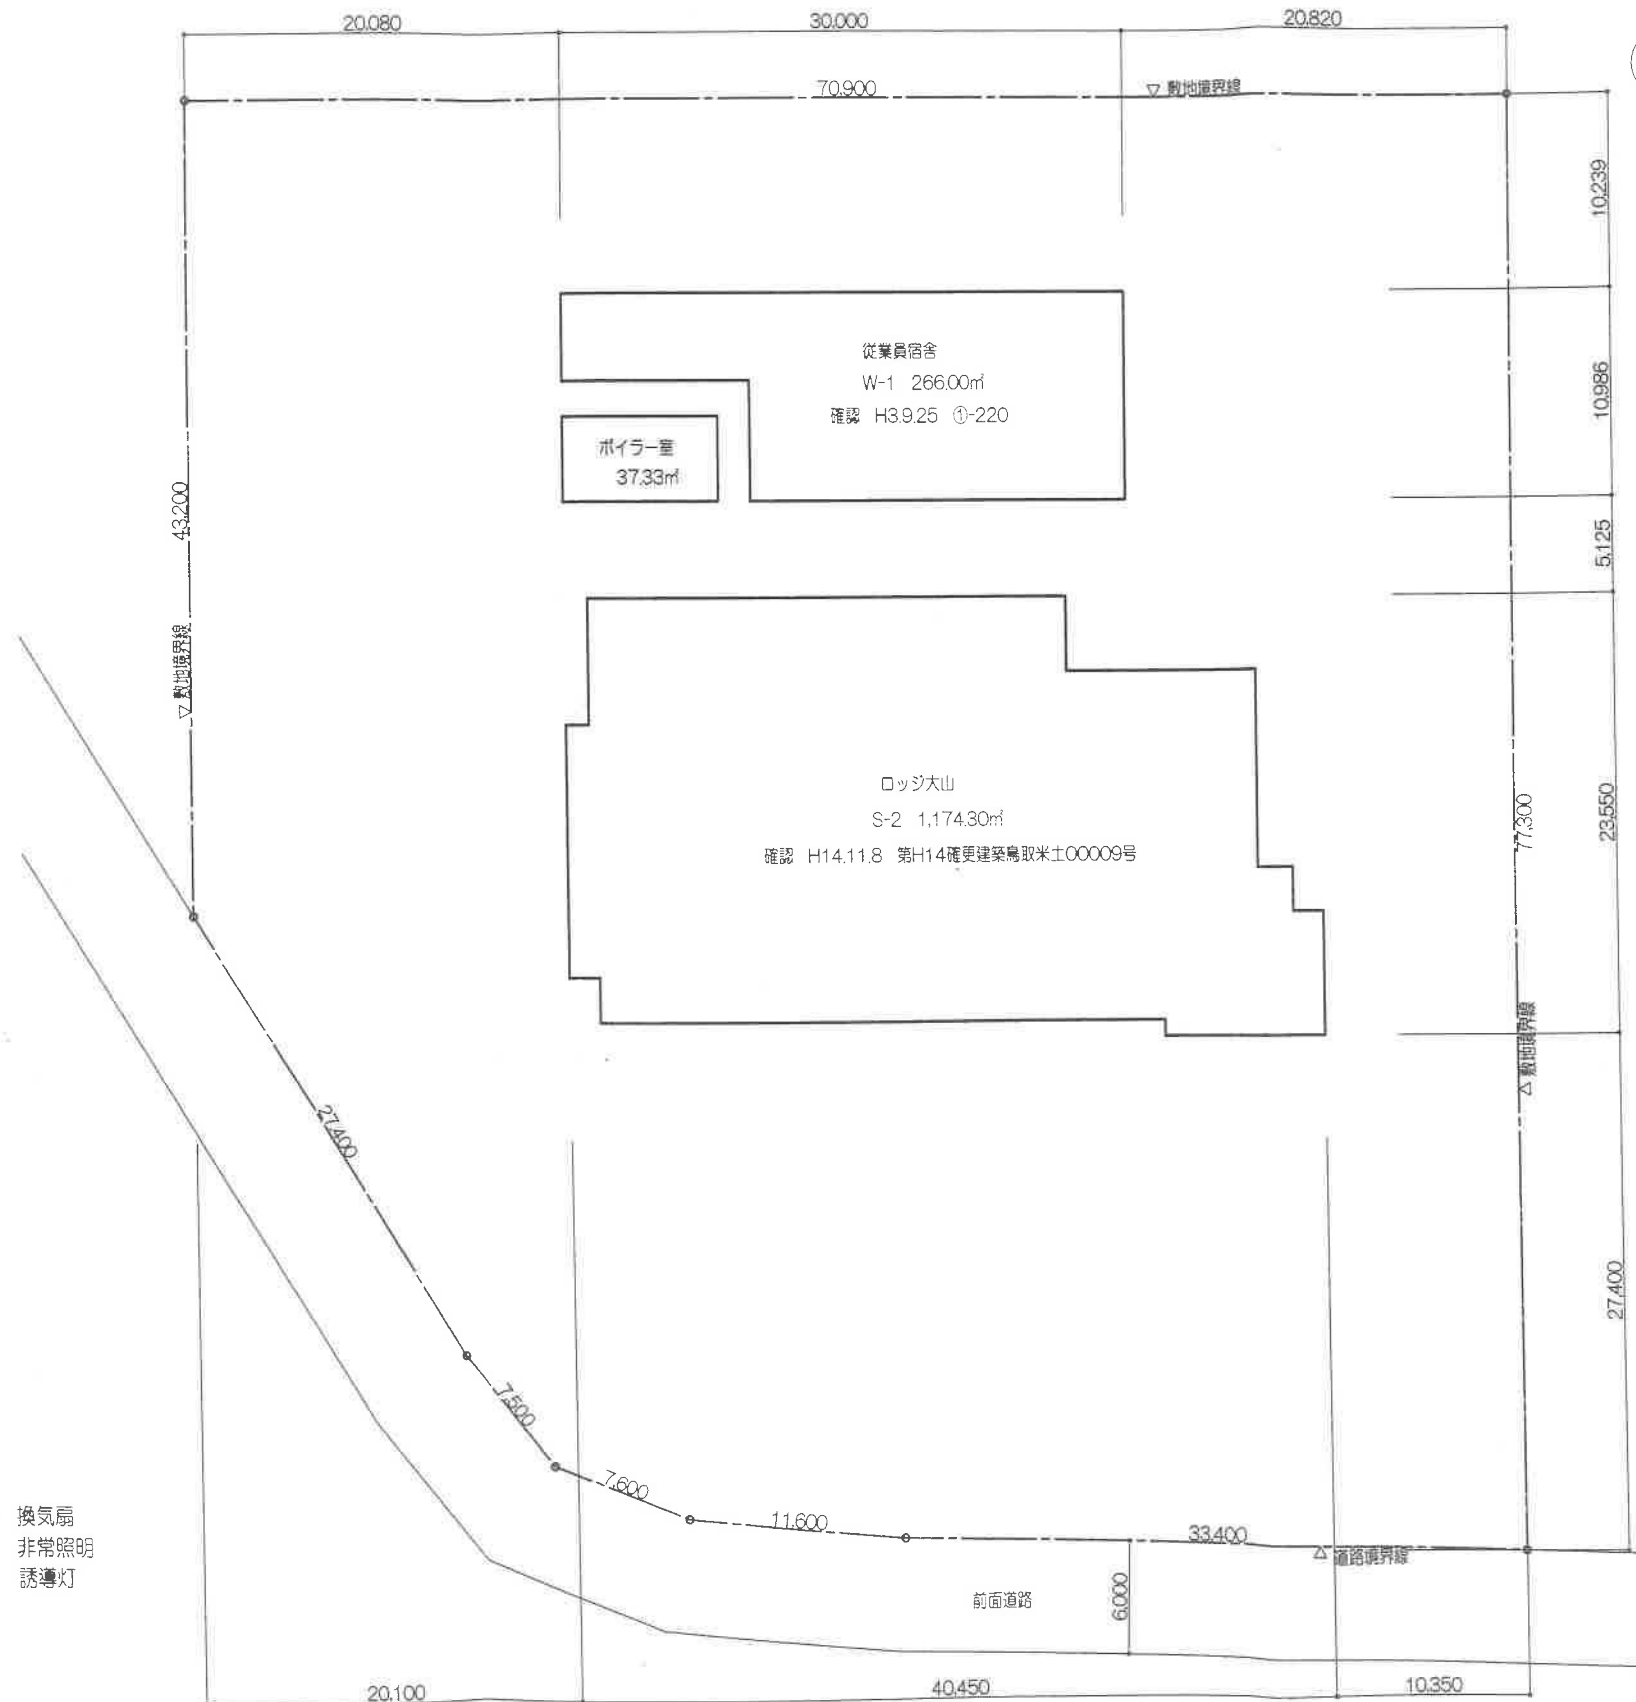 20,080
30,000
20,820
70,900
▽ 敷地境界線
10,239
従業員宿舎
W-1 266.00㎡
確認 H3.9.25 ①-220
10,986
ボイラー室
37.33㎡
43,200
5,125
▽ 敷地境界線
ロッジ大山
S-2 1,174.30㎡
確認 H14.11.8 第H14確更建築鳥取米土00009号
77,300
23,550
△ 敷地境界線
27,400
27,400
7,500
7,600
11,600
33,400
△ 道路境界線
換気扇
非常照明
誘導灯
前面道路
6,000
20,100
40,450
10,350